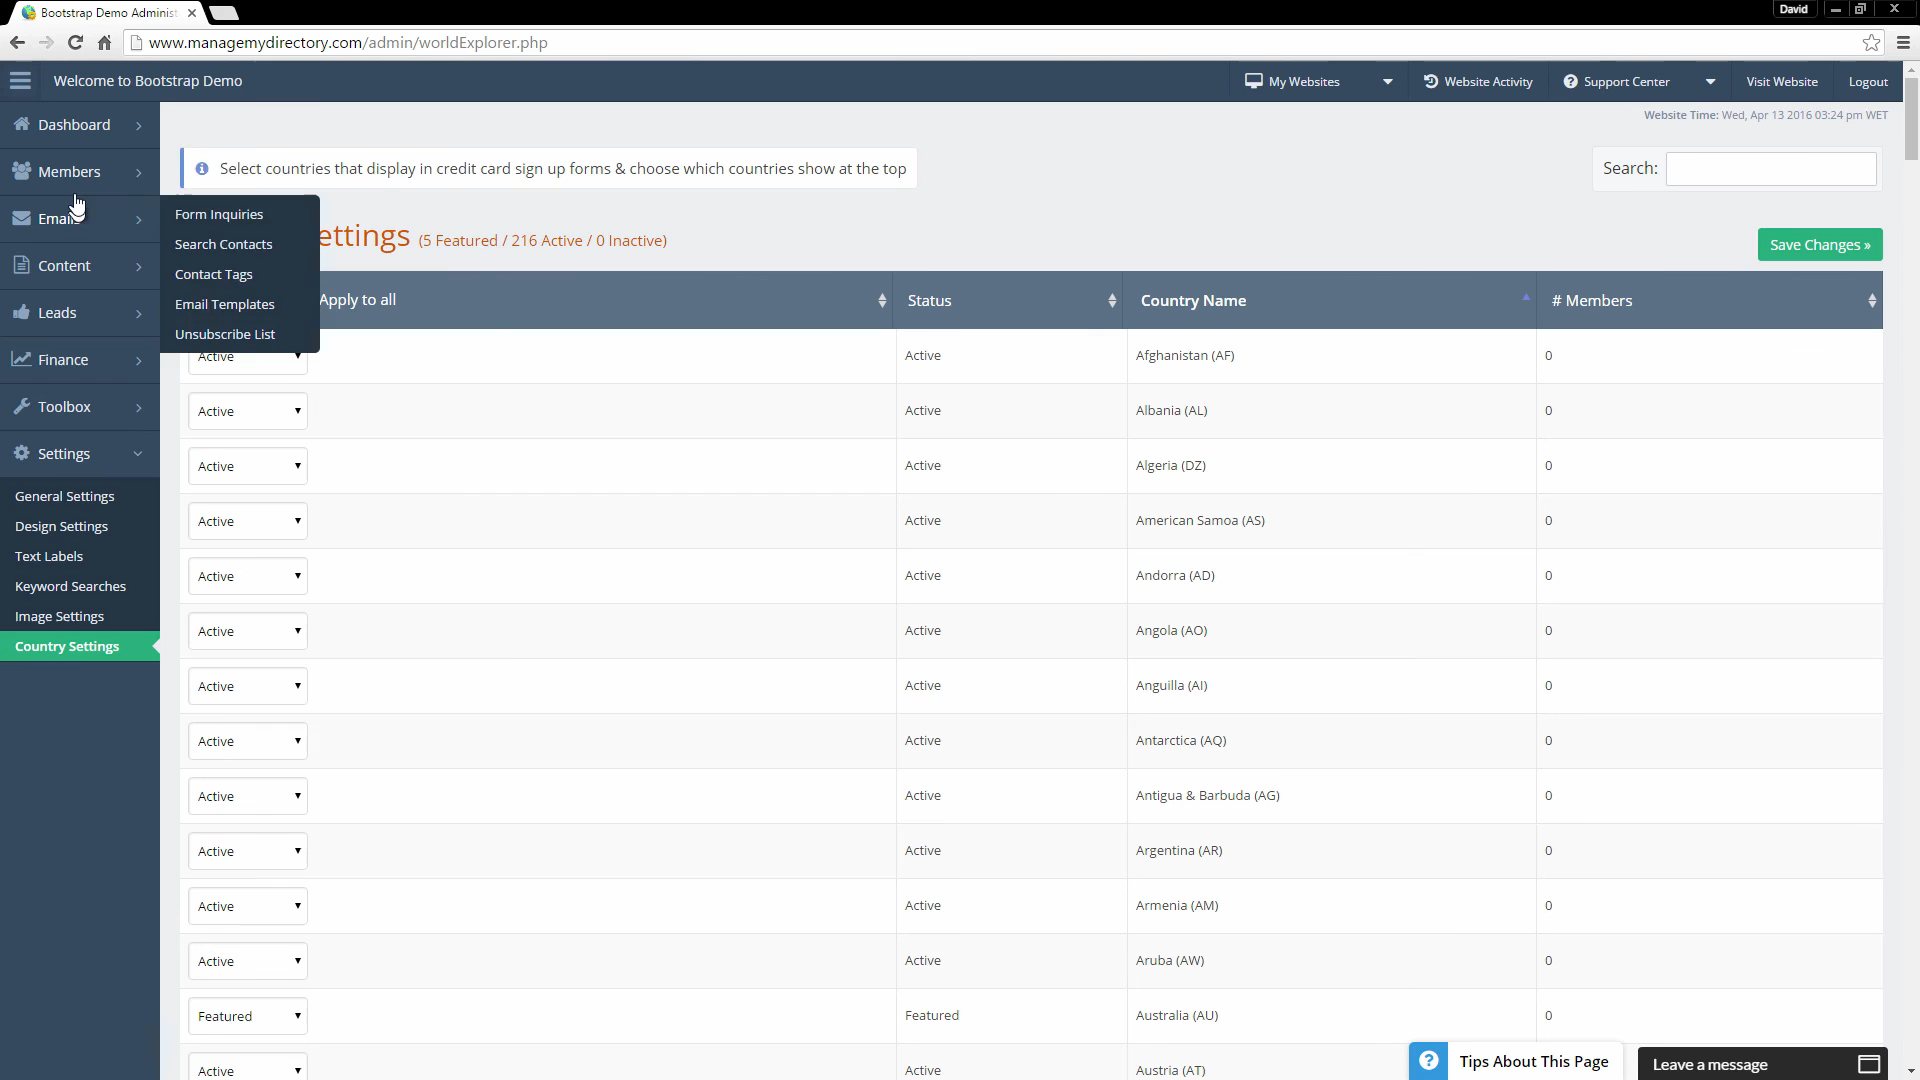 Bootstrap Demo Administ
David
www.managemydirectory.com/admin/worldExplorer.php
Welcome to Bootstrap Demo
My Websites
Website Activity
Support Center
Visit Website
Logout
Website Time: Wed, Apr 13 2016 03:24 pm WET
Dashboard
Members
Email
Content
Leads
Finance
Toolbox
Settings
General Settings
Design Settings
Text Labels
Keyword Searches
Image Settings
Country Settings
Form Inquiries
Search Contacts
Contact Tags
Email Templates
Unsubscribe List
Select countries that display in credit card sign up forms & choose which countries show at the top
Search:
ettings (5 Featured / 216 Active / 0 Inactive)
Save Changes »
Apply to all Status Country Name # Members
Active Active Afghanistan (AF) 0
Active Active Albania (AL) 0
Active Active Algeria (DZ) 0
Active Active American Samoa (AS) 0
Active Active Andorra (AD) 0
Active Active Angola (AO) 0
Active Active Anguilla (AI) 0
Active Active Antarctica (AQ) 0
Active Active Antigua & Barbuda (AG) 0
Active Active Argentina (AR) 0
Active Active Armenia (AM) 0
Active Active Aruba (AW) 0
Featured Featured Australia (AU) 0
Active Active Austria (AT) 0
Tips About This Page
Leave a message